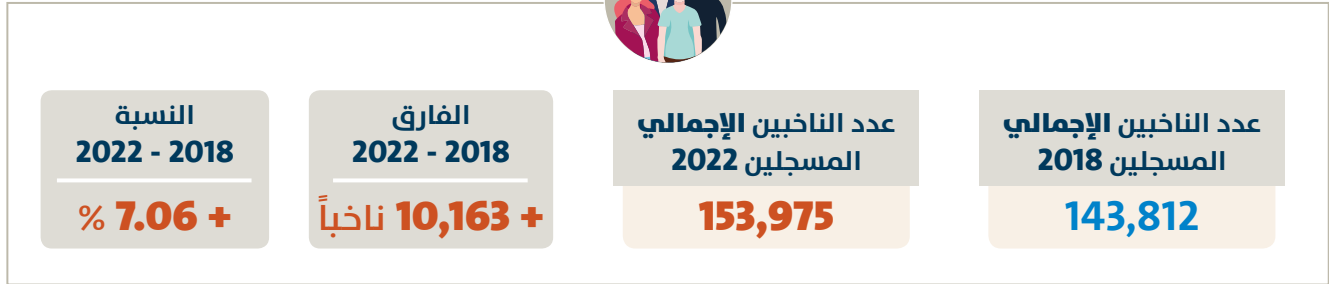 عدد الناخبين الإجمالي
المسجلين 2018
143,812
عدد الناخبين الإجمالي
المسجلين 2022
153,975
الفارق
2018 - 2022
+ 10,163 ناخباً
النسبة
2018 - 2022
+ 7.06 %